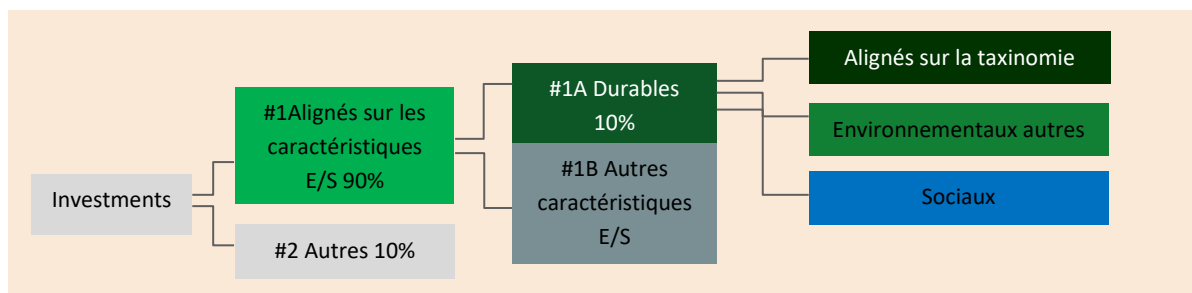 Investments
#1Alignés sur les
caractéristiques
E/S 90%
#2 Autres 10%
#1A Durables
10%
#1B Autres
caractéristiques
E/S
Alignés sur la taxinomie
Environnementaux autres
Sociaux